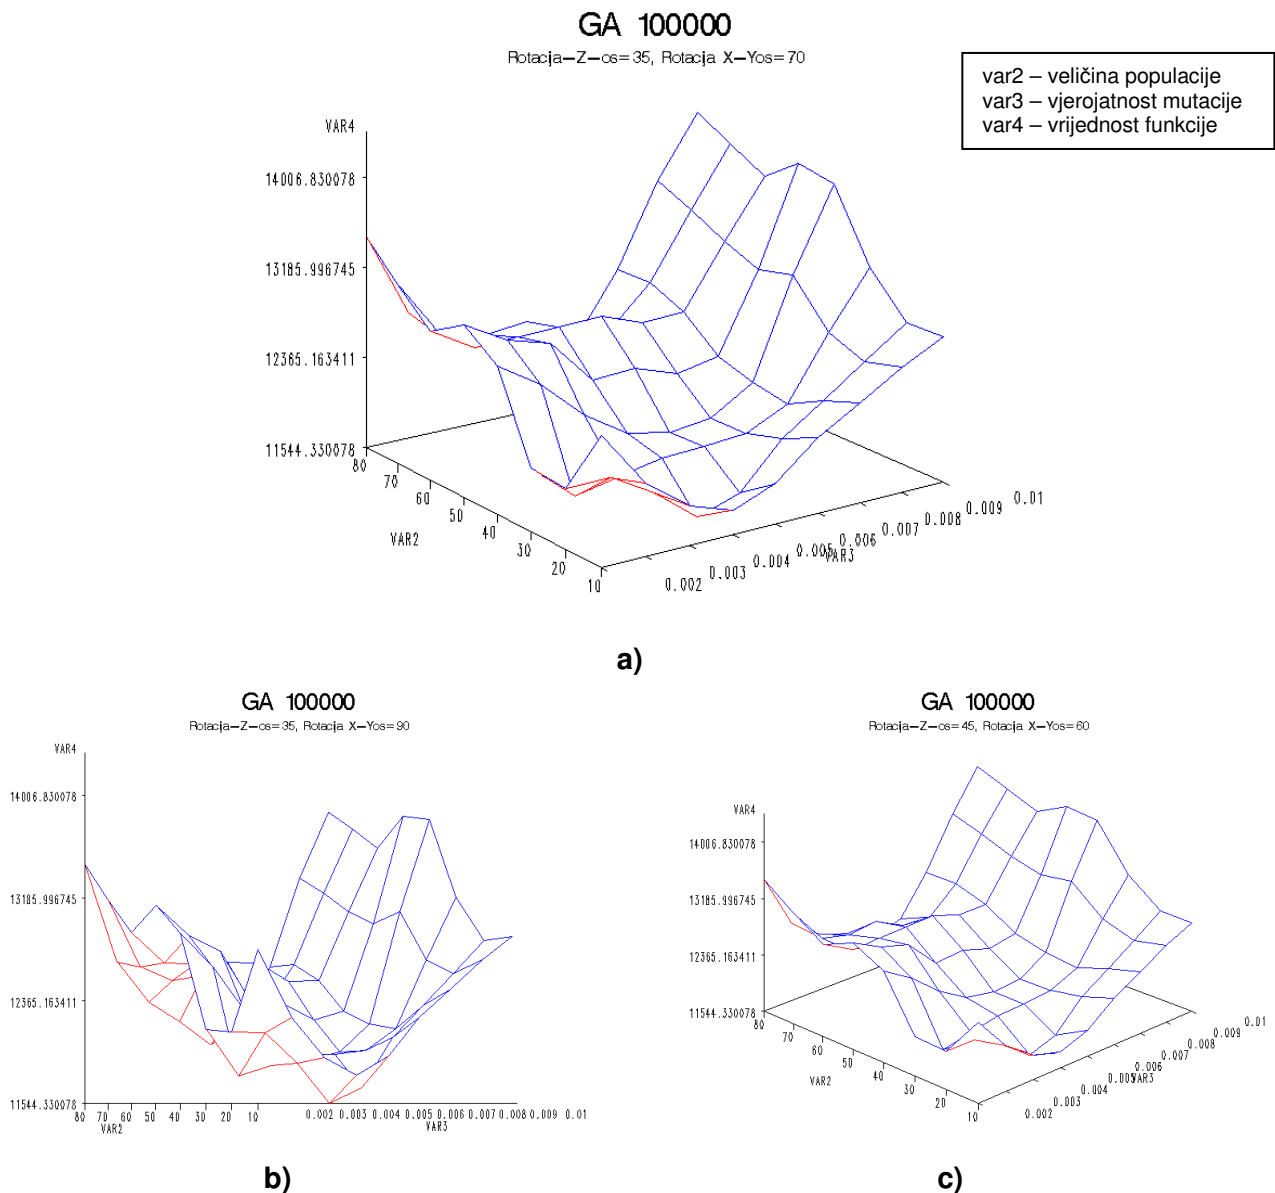 GA 100000
Rotacija-Z-os=35, Rotacija X-Yos=70
var2 – veličina populacije
var3 – vjerojatnost mutacije
var4 – vrijednost funkcije
VAR4
14006.830078
13185.996745
12365.163411
11544.330078
80
70
60
50
40
30
20
10
VAR2
0.002
0.003
0.004
0.005
0.006
0.007
0.008
0.009
0.01
VAR3
a)
GA 100000
Rotacija-Z-os=35, Rotacija X-Yos=90
VAR4
14006.830078
13185.996745
12365.163411
11544.330078
80 70 60 50 40 30 20 10
VAR2
0.002 0.003 0.004 0.005 0.006 0.007 0.008 0.009 0.01
VAR3
b)
GA 100000
Rotacija-Z-os=45, Rotacija X-Yos=60
VAR4
14006.830078
13185.996745
12365.163411
11544.330078
80
70
60
50
40
30
20
10
VAR2
0.002
0.003
0.004
0.005
0.006
0.007
0.008
0.009
0.01
VAR3
c)